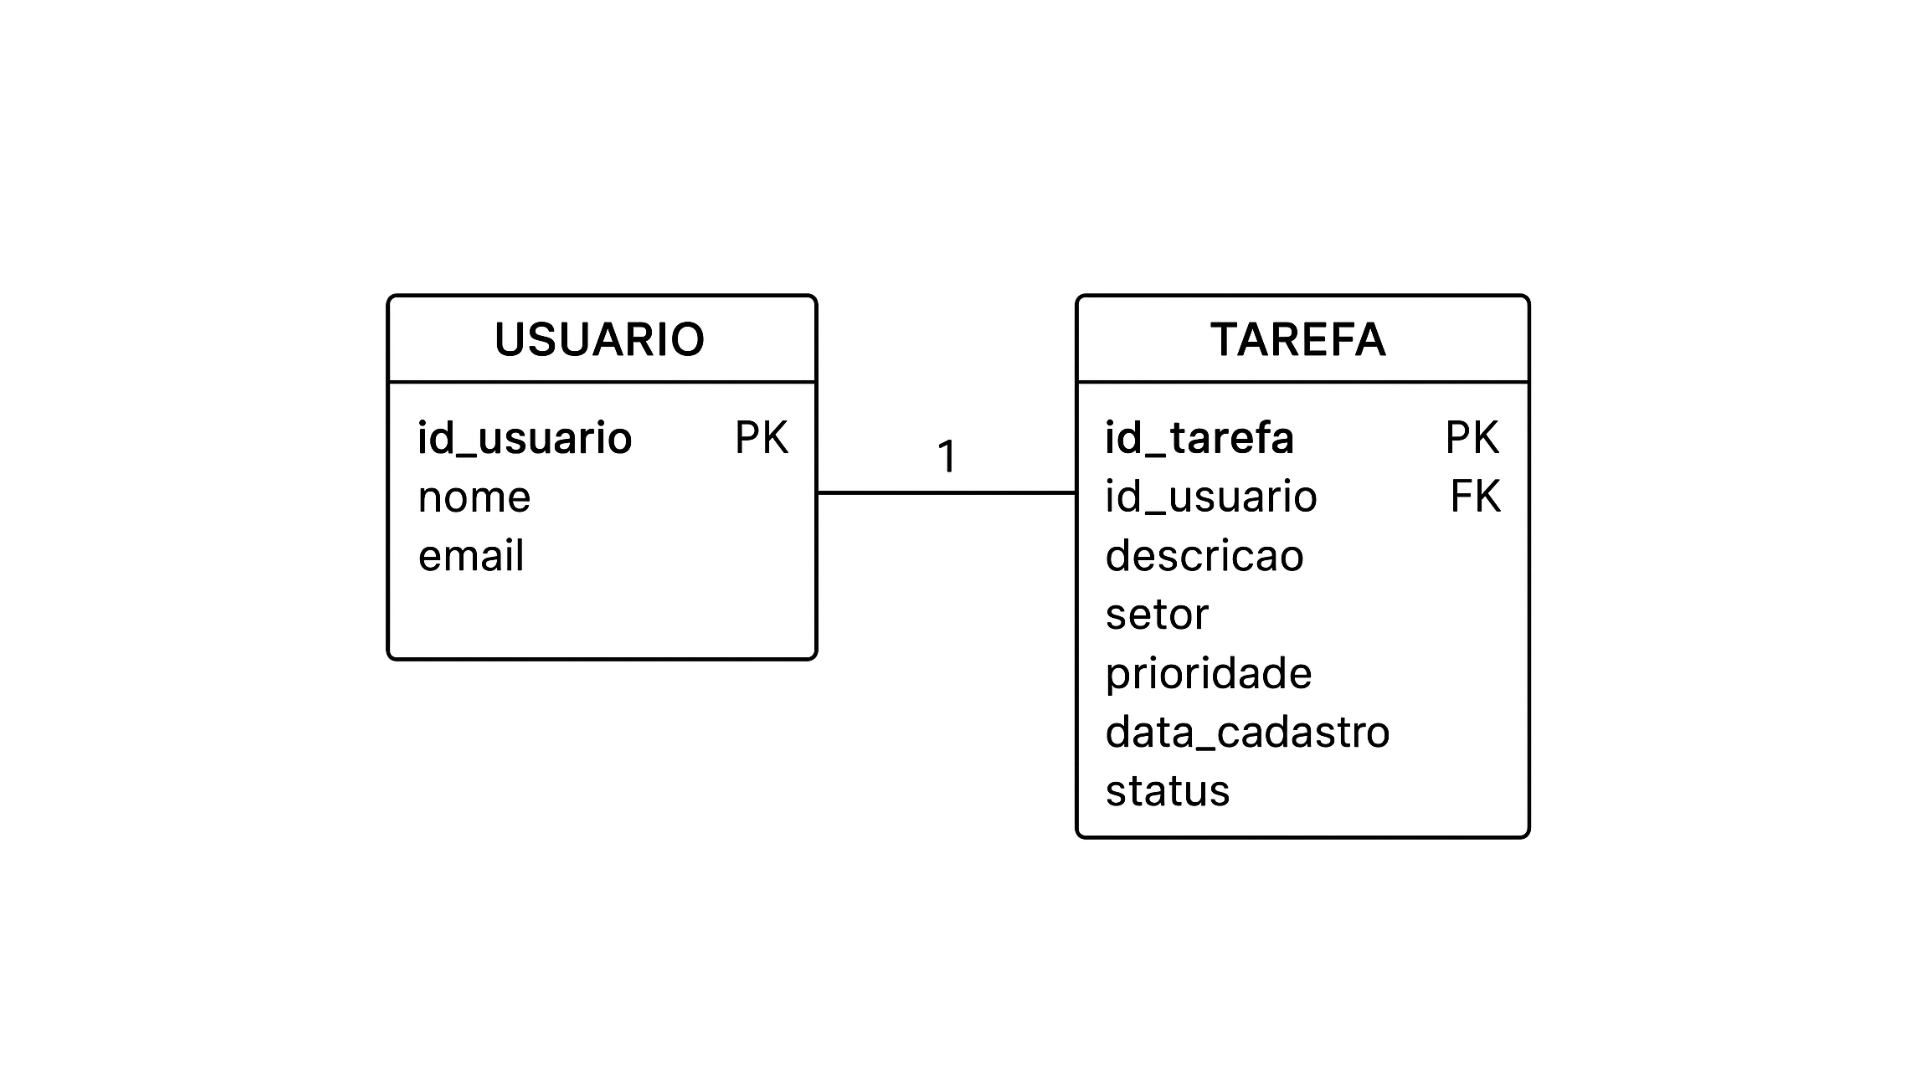 USUARIO
id_usuario PK
nome
email
1
TAREFA
id_tarefa PK
id_usuario FK
descricao
setor
prioridade
data_cadastro
status